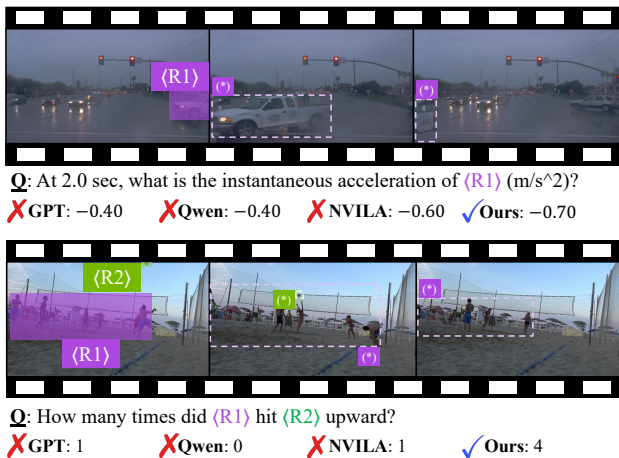 ⟨R1⟩
(*)
(*)
Q: At 2.0 sec, what is the instantaneous acceleration of ⟨R1⟩ (m/s^2)?
✗GPT: −0.40 ✗Qwen: −0.40 ✗NVILA: −0.60 ✓Ours: −0.70
⟨R2⟩
(*)
(*)
⟨R1⟩
(*)
Q: How many times did ⟨R1⟩ hit ⟨R2⟩ upward?
✗GPT: 1 ✗Qwen: 0 ✗NVILA: 1 ✓Ours: 4